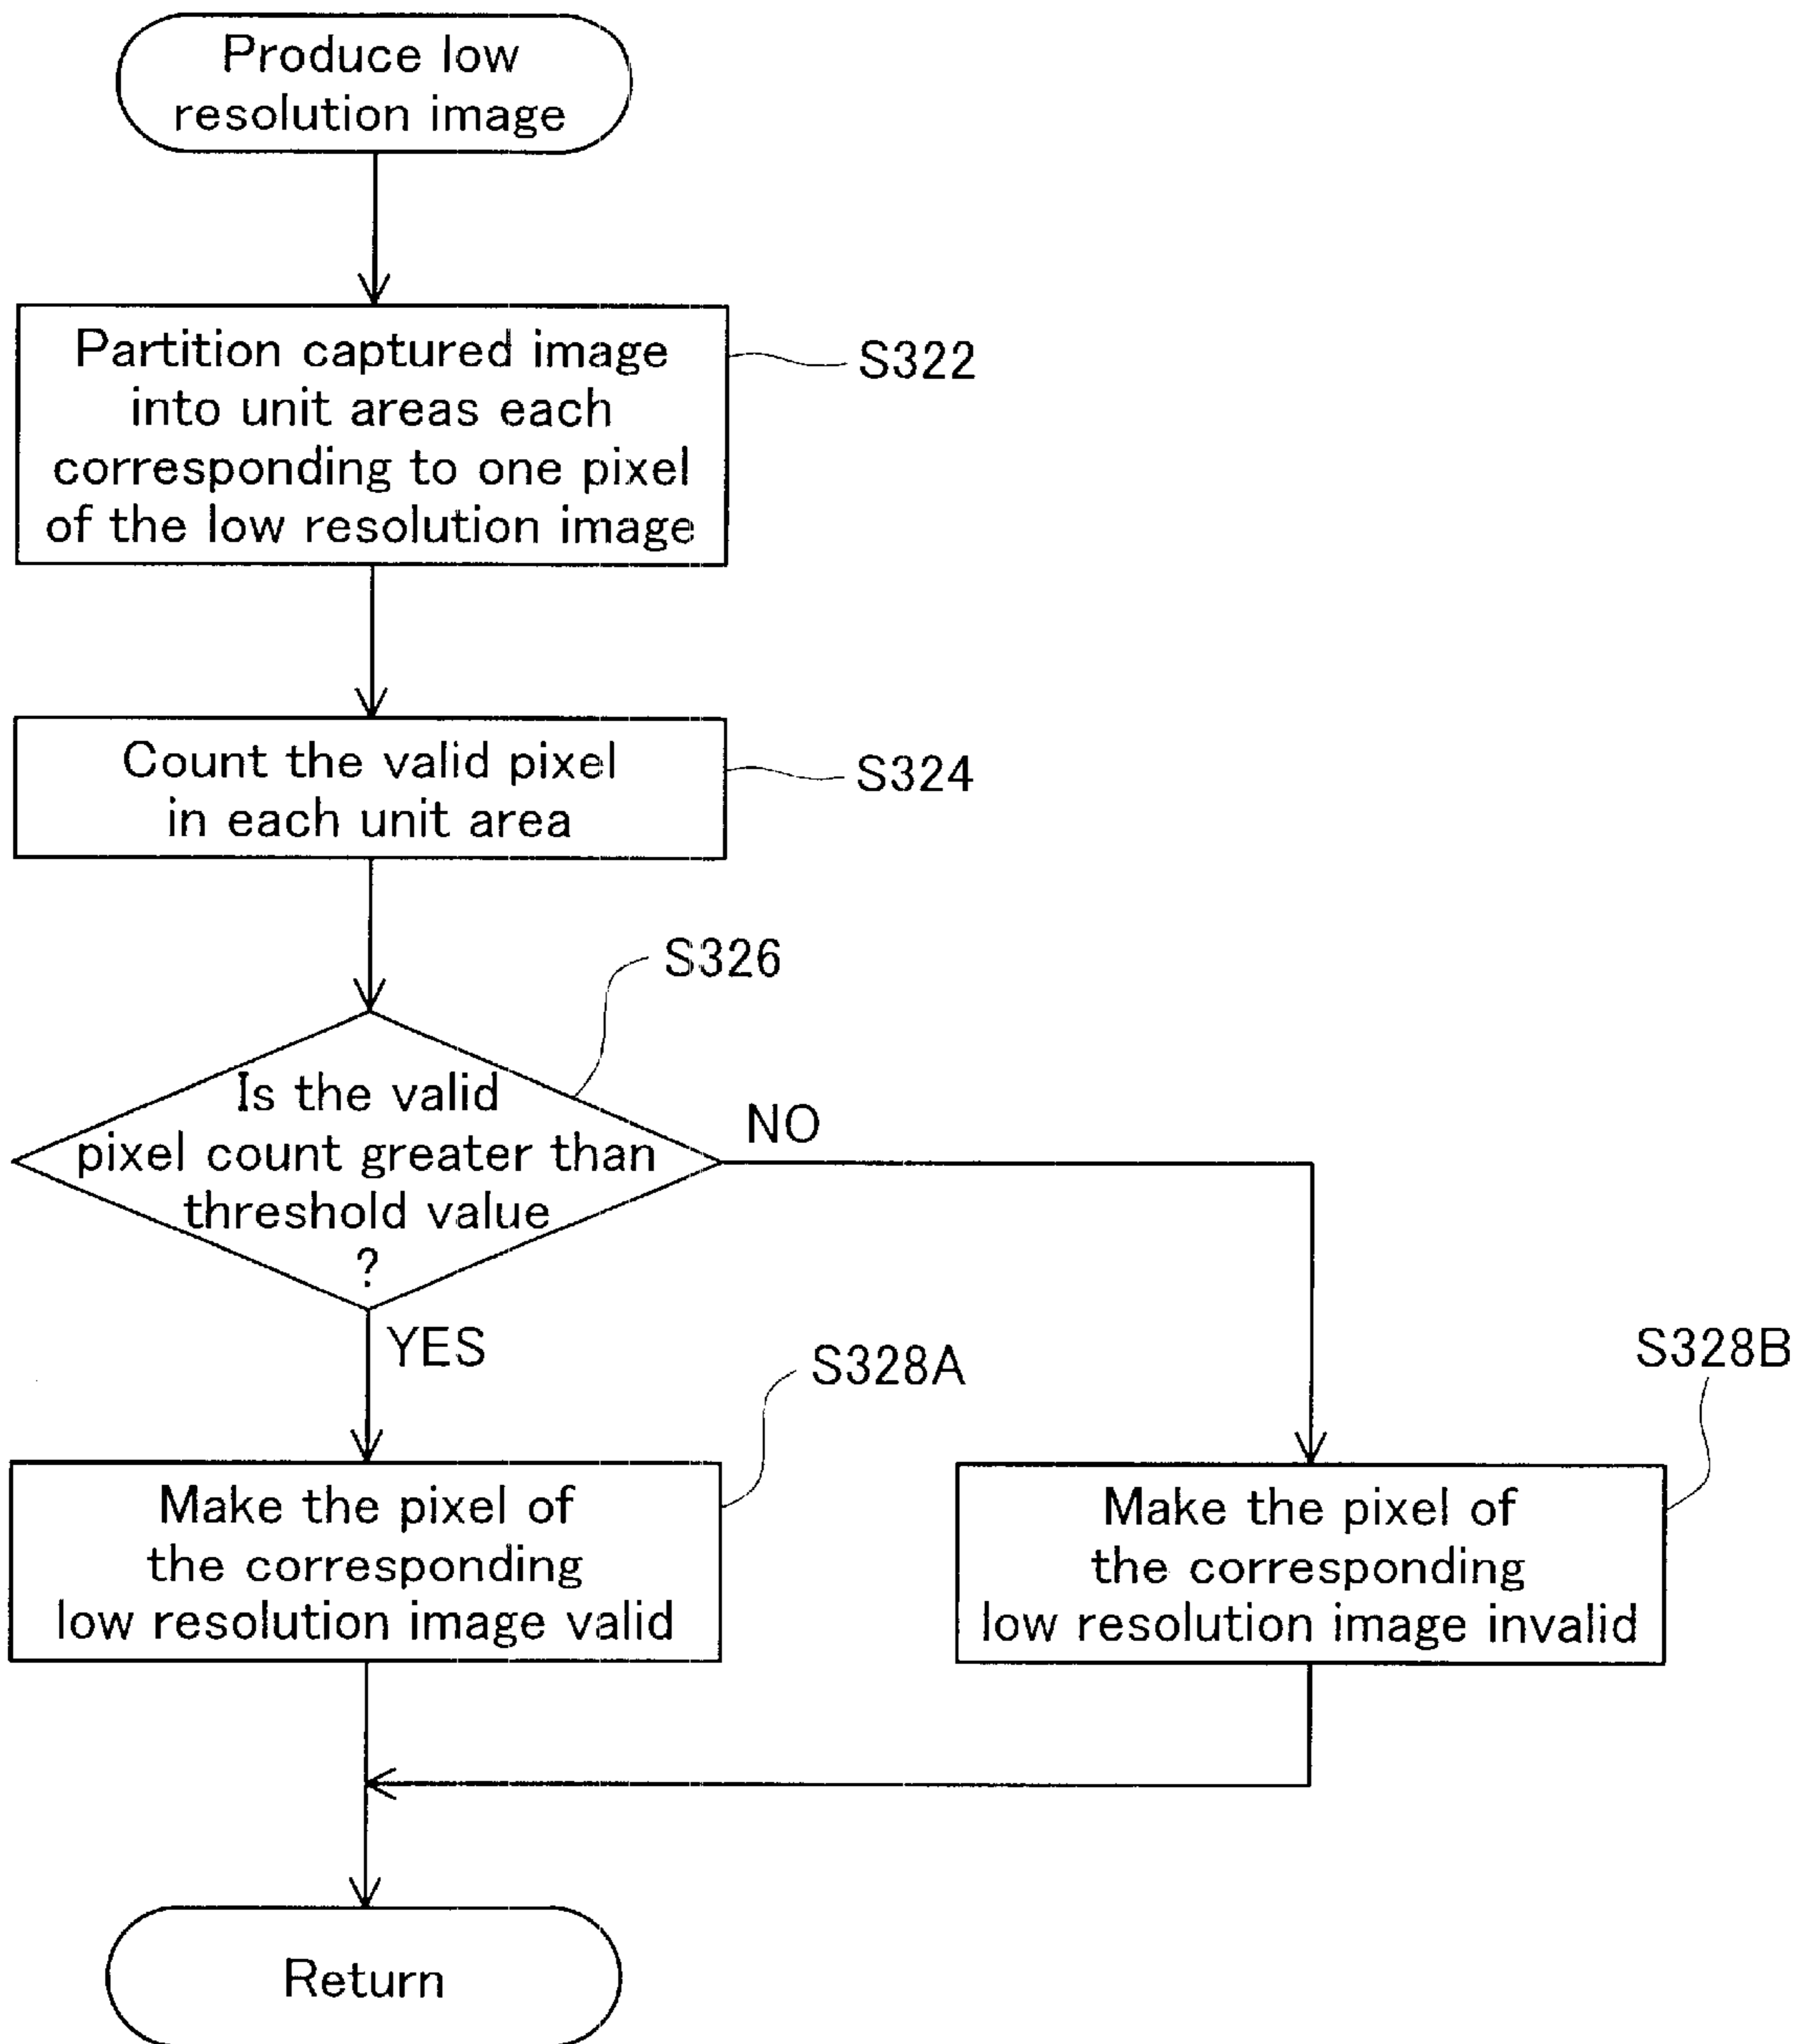 Produce low
resolution image
Partition captured image
into unit areas each
corresponding to one pixel
of the low resolution image
S322
Count the valid pixel
in each unit area
S324
S326
Is the valid
pixel count greater than
threshold value
?
NO
YES
S328A
S328B
Make the pixel of
the corresponding
low resolution image valid
Make the pixel of
the corresponding
low resolution image invalid
Return